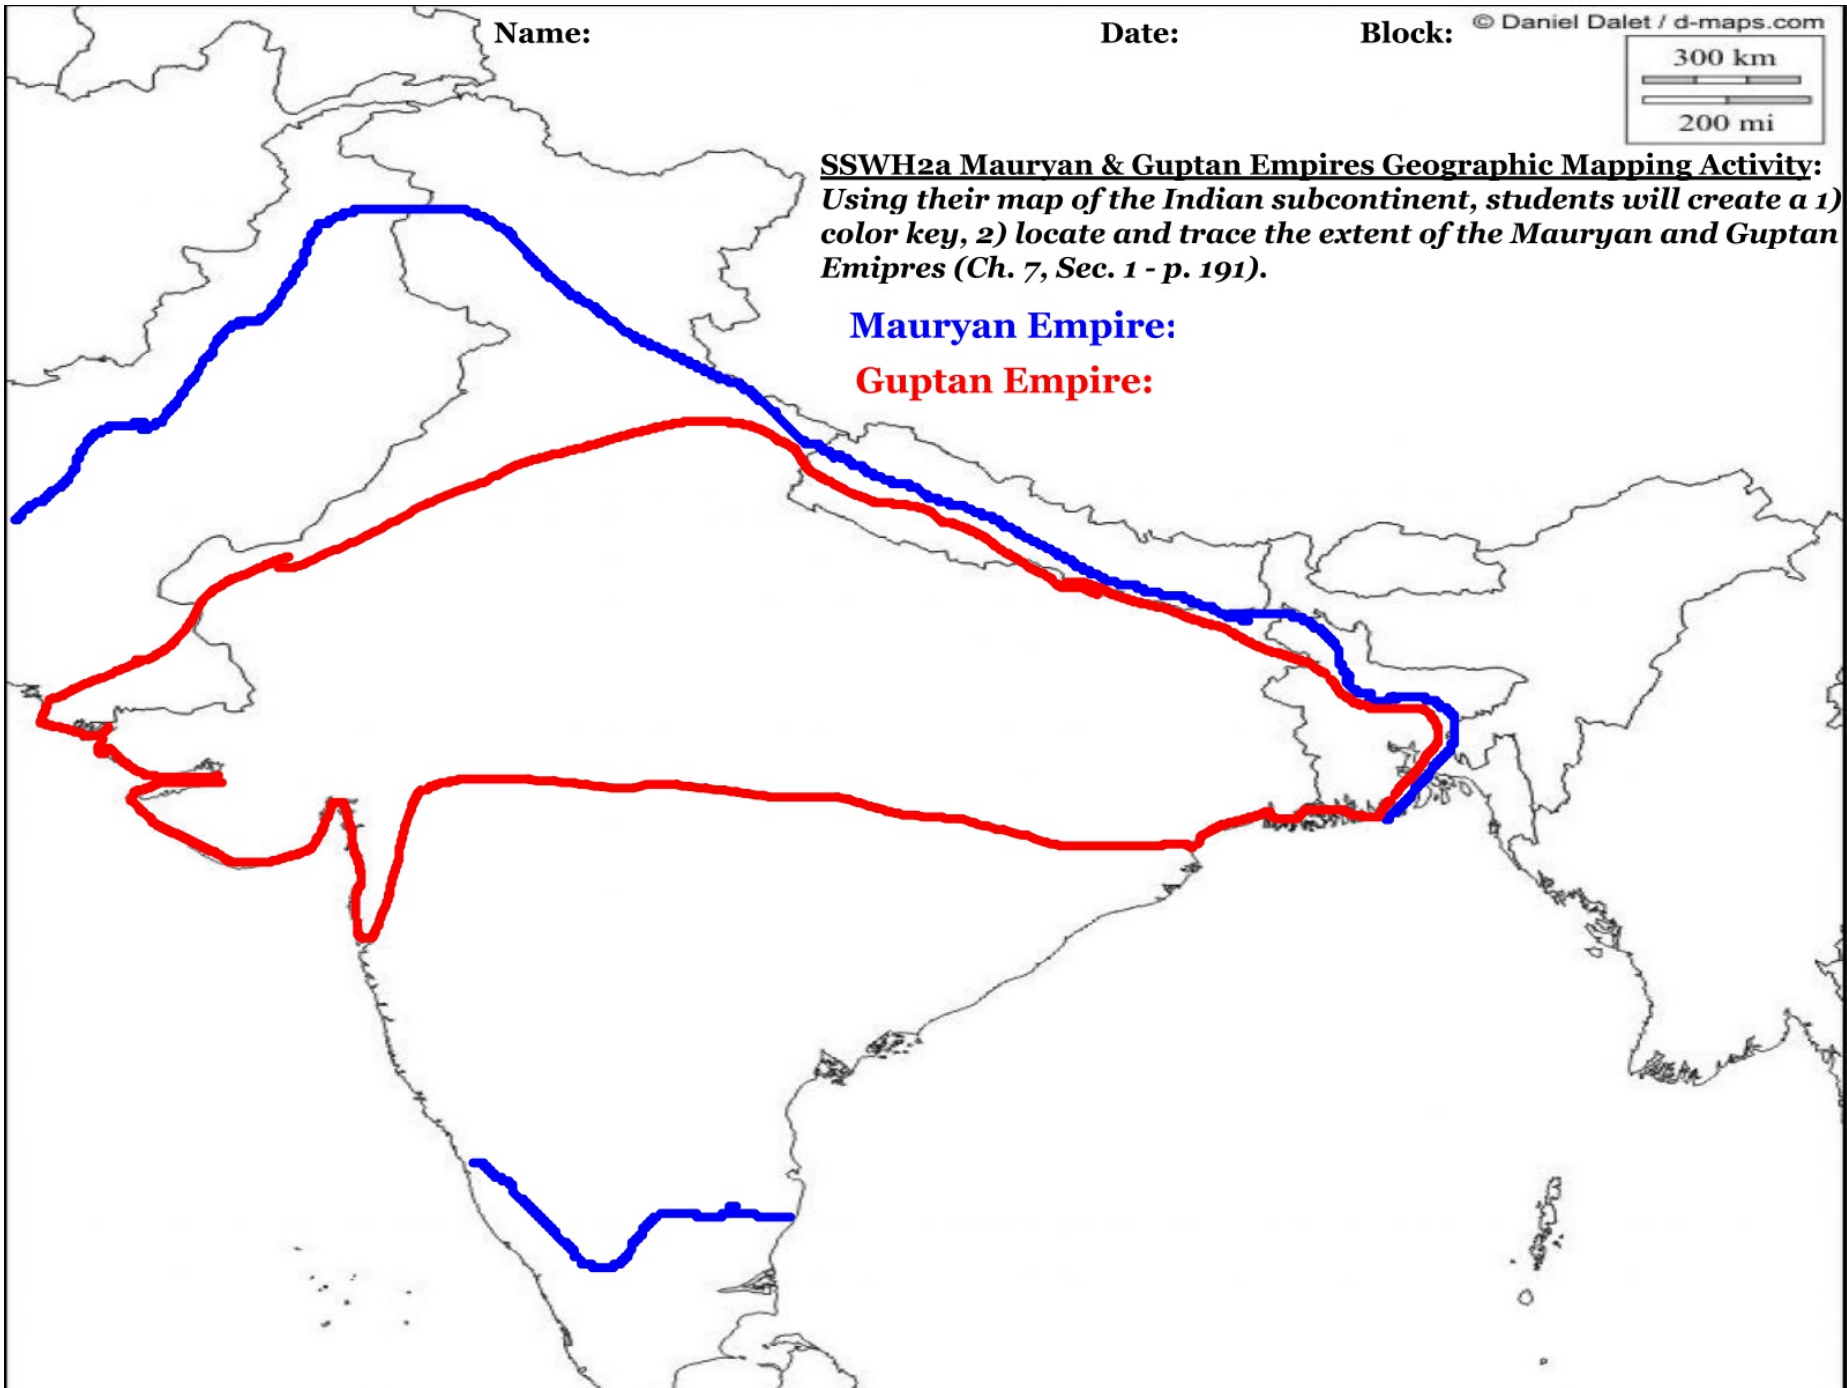 Name: Date: Block: © Daniel Dalet / d-maps.com
300 km
200 mi
SSWH2a Mauryan & Guptan Empires Geographic Mapping Activity:
Using their map of the Indian subcontinent, students will create a 1)
color key, 2) locate and trace the extent of the Mauryan and Guptan
Emipres (Ch. 7, Sec. 1 - p. 191).
Mauryan Empire:
Guptan Empire: